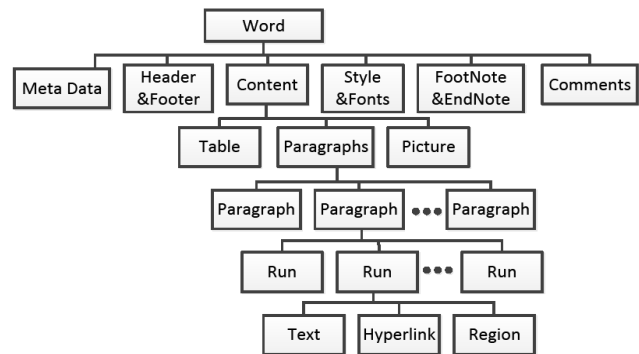 Word
Meta Data
Header
&Footer
Content
Style
&Fonts
FootNote
&EndNote
Comments
Table
Paragraphs
Picture
Paragraph
Paragraph
Paragraph
Run
Run
Run
Text
Hyperlink
Region